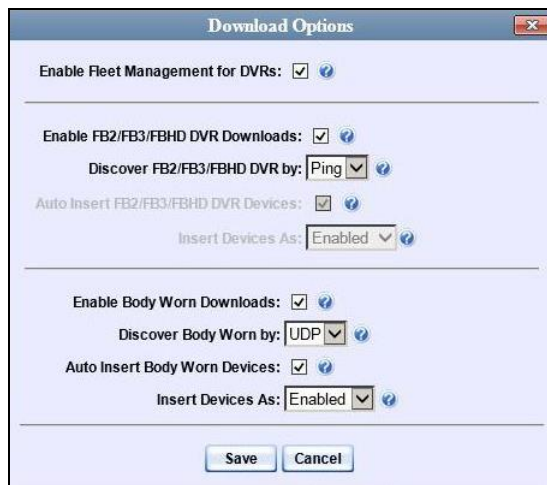 Download Options
Enable Fleet Management for DVRs:
Enable FB2/FB3/FBHD DVR Downloads:
Discover FB2/FB3/FBHD DVR by: Ping
Auto Insert FB2/FB3/FBHD DVR Devices:
Insert Devices As: Enabled
Enable Body Worn Downloads:
Discover Body Worn by: UDP
Auto Insert Body Worn Devices:
Insert Devices As: Enabled
Save Cancel